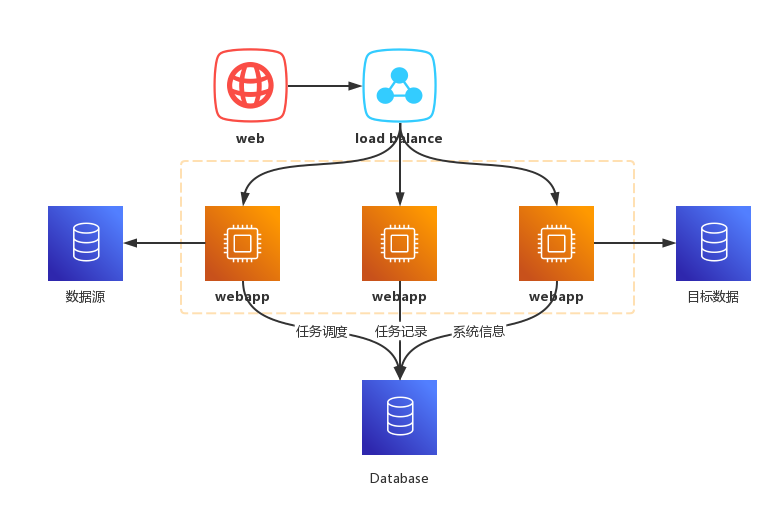 web
load balance
数据源
webapp
webapp
webapp
目标数据
任务调度
任务记录
系统信息
Database